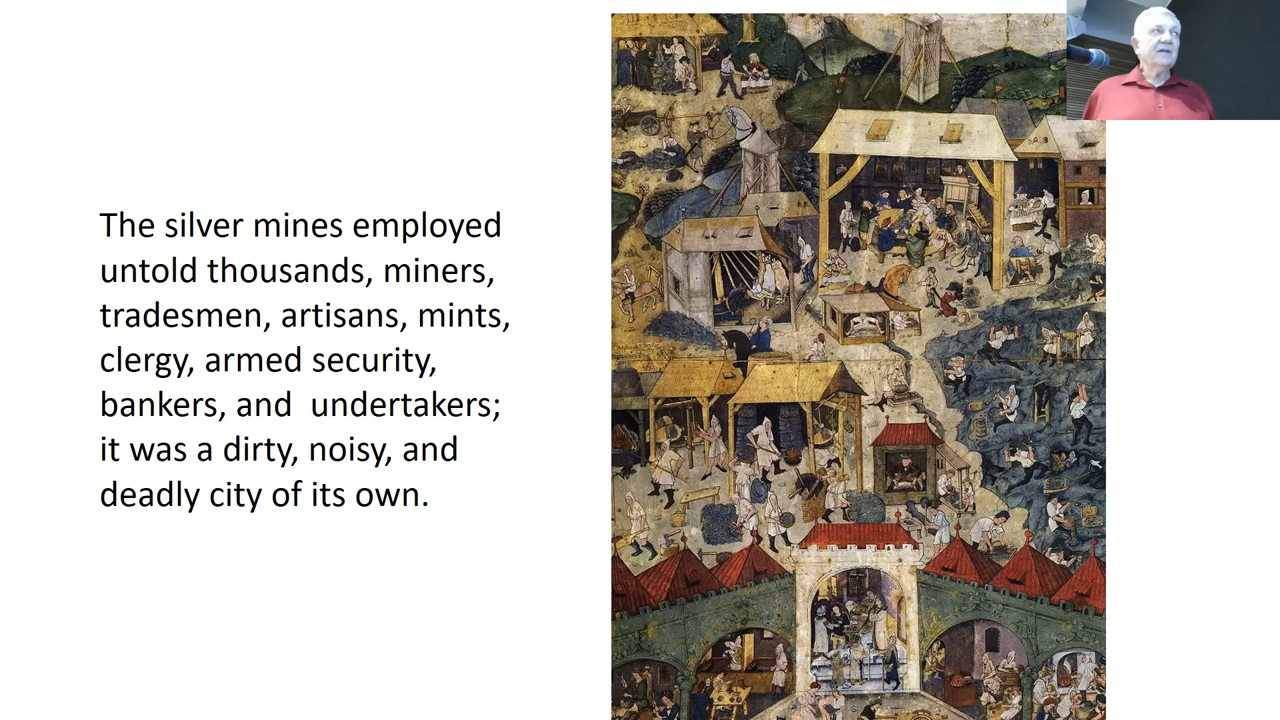 The silver mines employed
untold thousands, miners,
tradesmen, artisans, mints,
clergy, armed security,
bankers, and  undertakers;
it was a dirty, noisy, and
deadly city of its own.